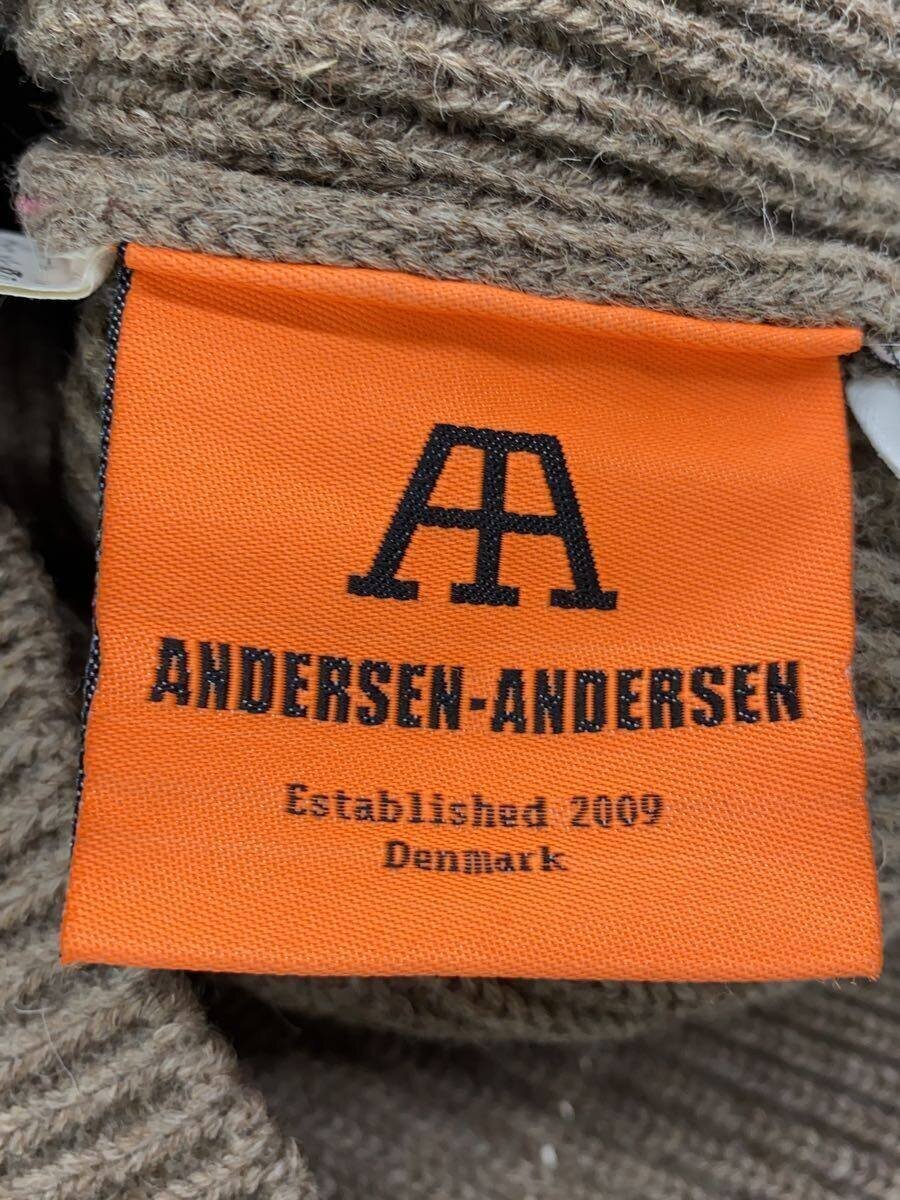 AA
ANDERSEN-ANDERSEN
Established 2009
Denmark